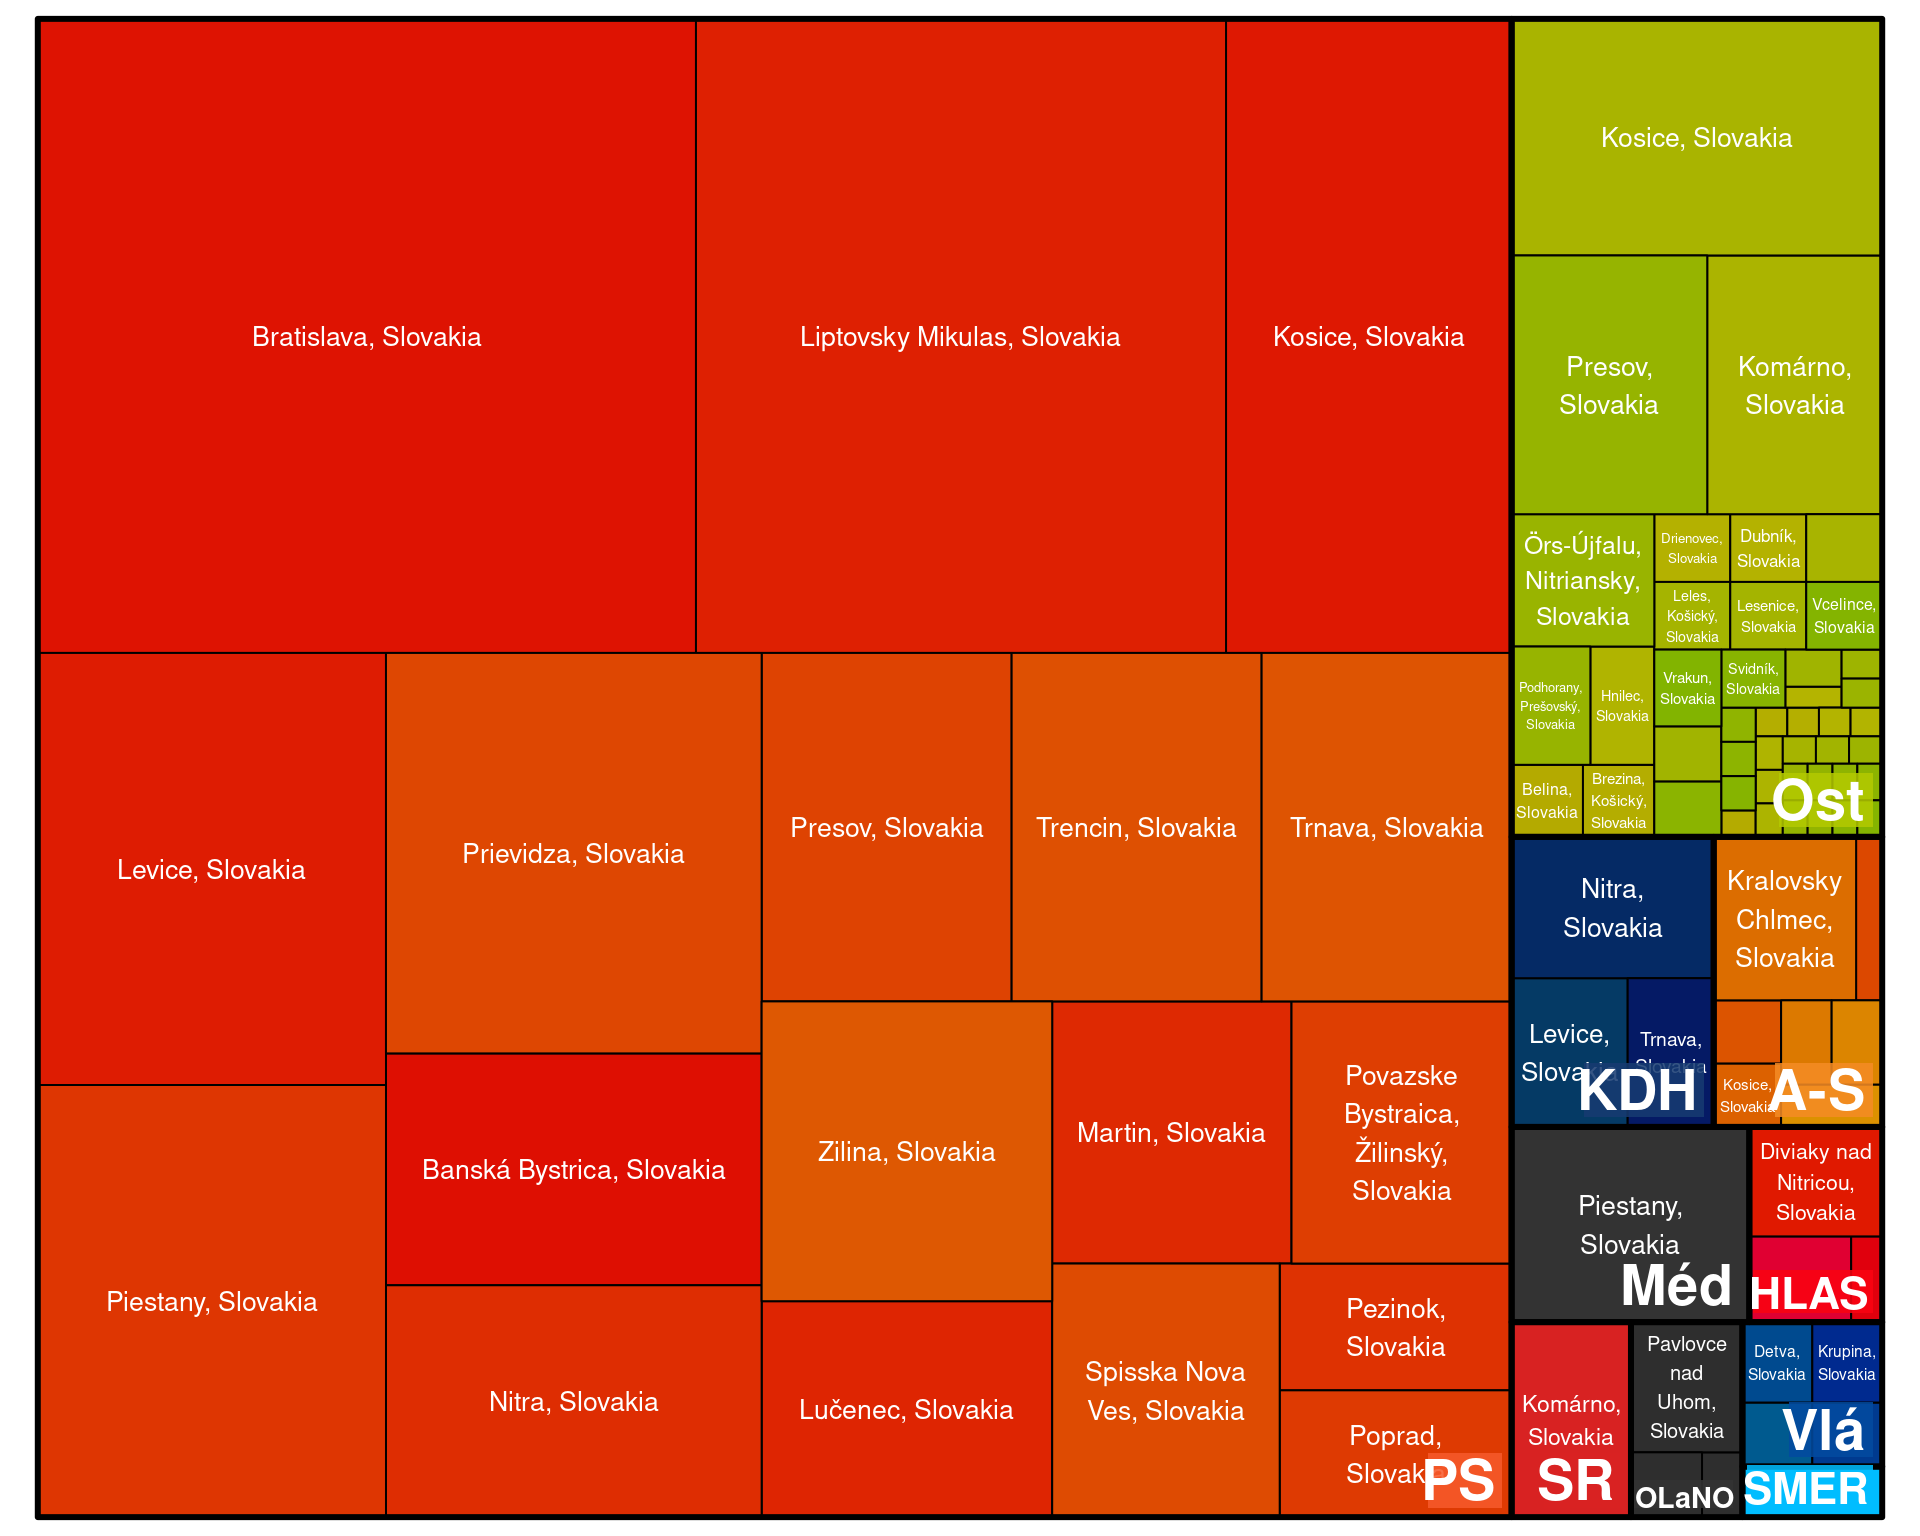 Bratislava, Slovakia
Liptovsky Mikulas, Slovakia
Kosice, Slovakia
Levice, Slovakia
Piestany, Slovakia
Prievidza, Slovakia
Banská Bystrica, Slovakia
Nitra, Slovakia
Presov, Slovakia
Trencin, Slovakia
Trnava, Slovakia
Zilina, Slovakia
Lučenec, Slovakia
Martin, Slovakia
Povazske
Bystraica,
Žilinský,
Slovakia
Spisska Nova
Ves, Slovakia
Pezinok,
Slovakia
Poprad,
Slovakia
PS
Kosice, Slovakia
Presov,
Slovakia
Komárno,
Slovakia
Örs-Újfalu,
Nitriansky,
Slovakia
Drienovec,
Slovakia
Dubník,
Slovakia
Leles,
Košický,
Slovakia
Lesenice,
Slovakia
Vcelince,
Slovakia
Podhorany,
Prešovský,
Slovakia
Hnilec,
Slovakia
Vrakun,
Slovakia
Svidník,
Slovakia
Belina,
Slovakia
Brezina,
Košický,
Slovakia
Ost
Nitra,
Slovakia
Levice,
Slovakia
Trnava,
Slovakia
KDH
Kralovsky
Chlmec,
Slovakia
Kosice,
Slovakia
A-S
Piestany,
Slovakia
Méd
Diviaky nad
Nitricou,
Slovakia
HLAS
Komárno,
Slovakia
SR
Pavlovce
nad
Uhom,
Slovakia
OLaNO
Detva,
Slovakia
Krupina,
Slovakia
Vlá
SMER